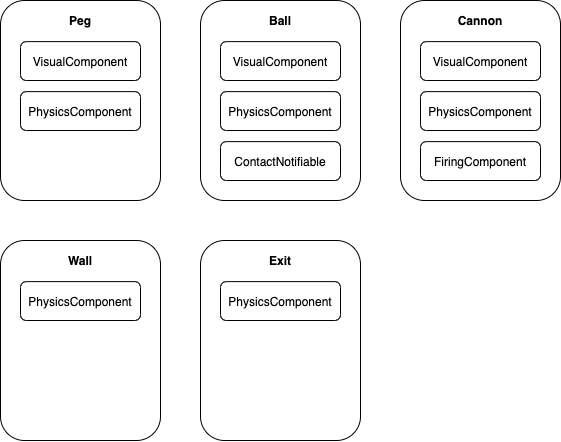 Peg
VisualComponent
PhysicsComponent
Ball
VisualComponent
PhysicsComponent
ContactNotifiable
Cannon
VisualComponent
PhysicsComponent
FiringComponent
Wall
PhysicsComponent
Exit
PhysicsComponent